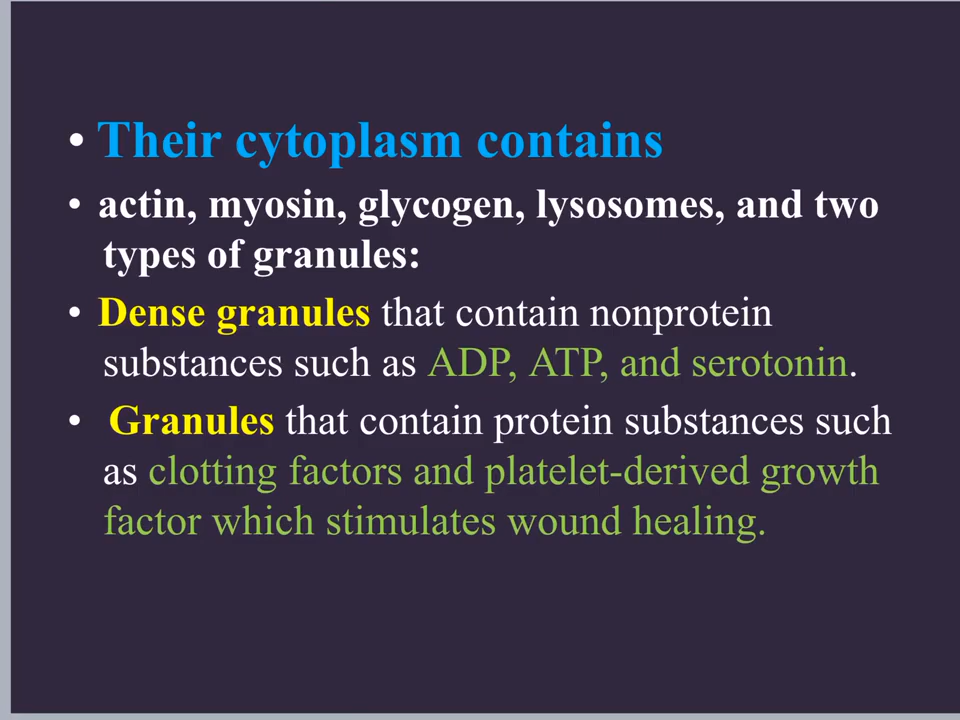 • Their cytoplasm contains
• actin, myosin, glycogen, lysosomes, and two
types of granules:
• Dense granules that contain nonprotein
substances such as ADP, ATP, and serotonin.
• Granules that contain protein substances such
as clotting factors and platelet-derived growth
factor which stimulates wound healing.